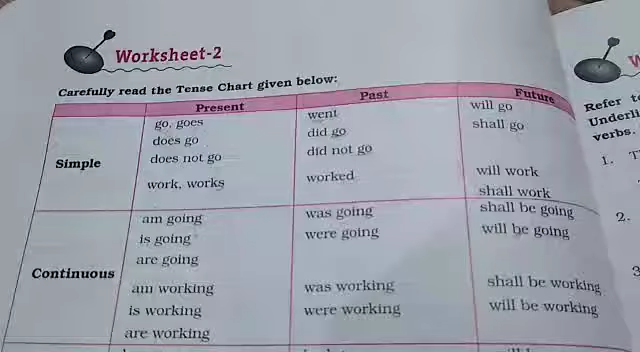 Worksheet-2
Carefully read the Tense Chart given below:
Present Past Future
Simple
go, goes
does go
does not go
work, works
went
did go
did not go
worked
will go
shall go
will work
shall work
Continuous
am going
is going
are going
am working
is working
are working
was going
were going
was working
were working
shall be going
will be going
shall be working
will be working
Refer
verbs.
1.
2.
3